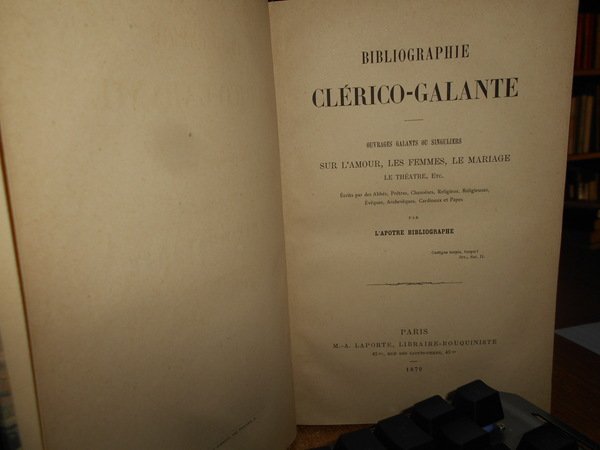 BIBLIOGRAPHIE
CLÉRICO-GALANTE
OUVRAGES GALANTS OU SINGULIERS
SUR L'AMOUR, LES FEMMES, LE MARIAGE
LE THÉATRE, ETC.
Écrits par des Abbés, Prêtres, Chanoines, Religieux, Religieuses,
Évêques, Archevêques, Cardinaux et Papes
PAR
L'APOTRE BIBLIOGRAPHE
PARIS
M.-A. LAPORTE, LIBRAIRE-BOUQUINISTE
1879